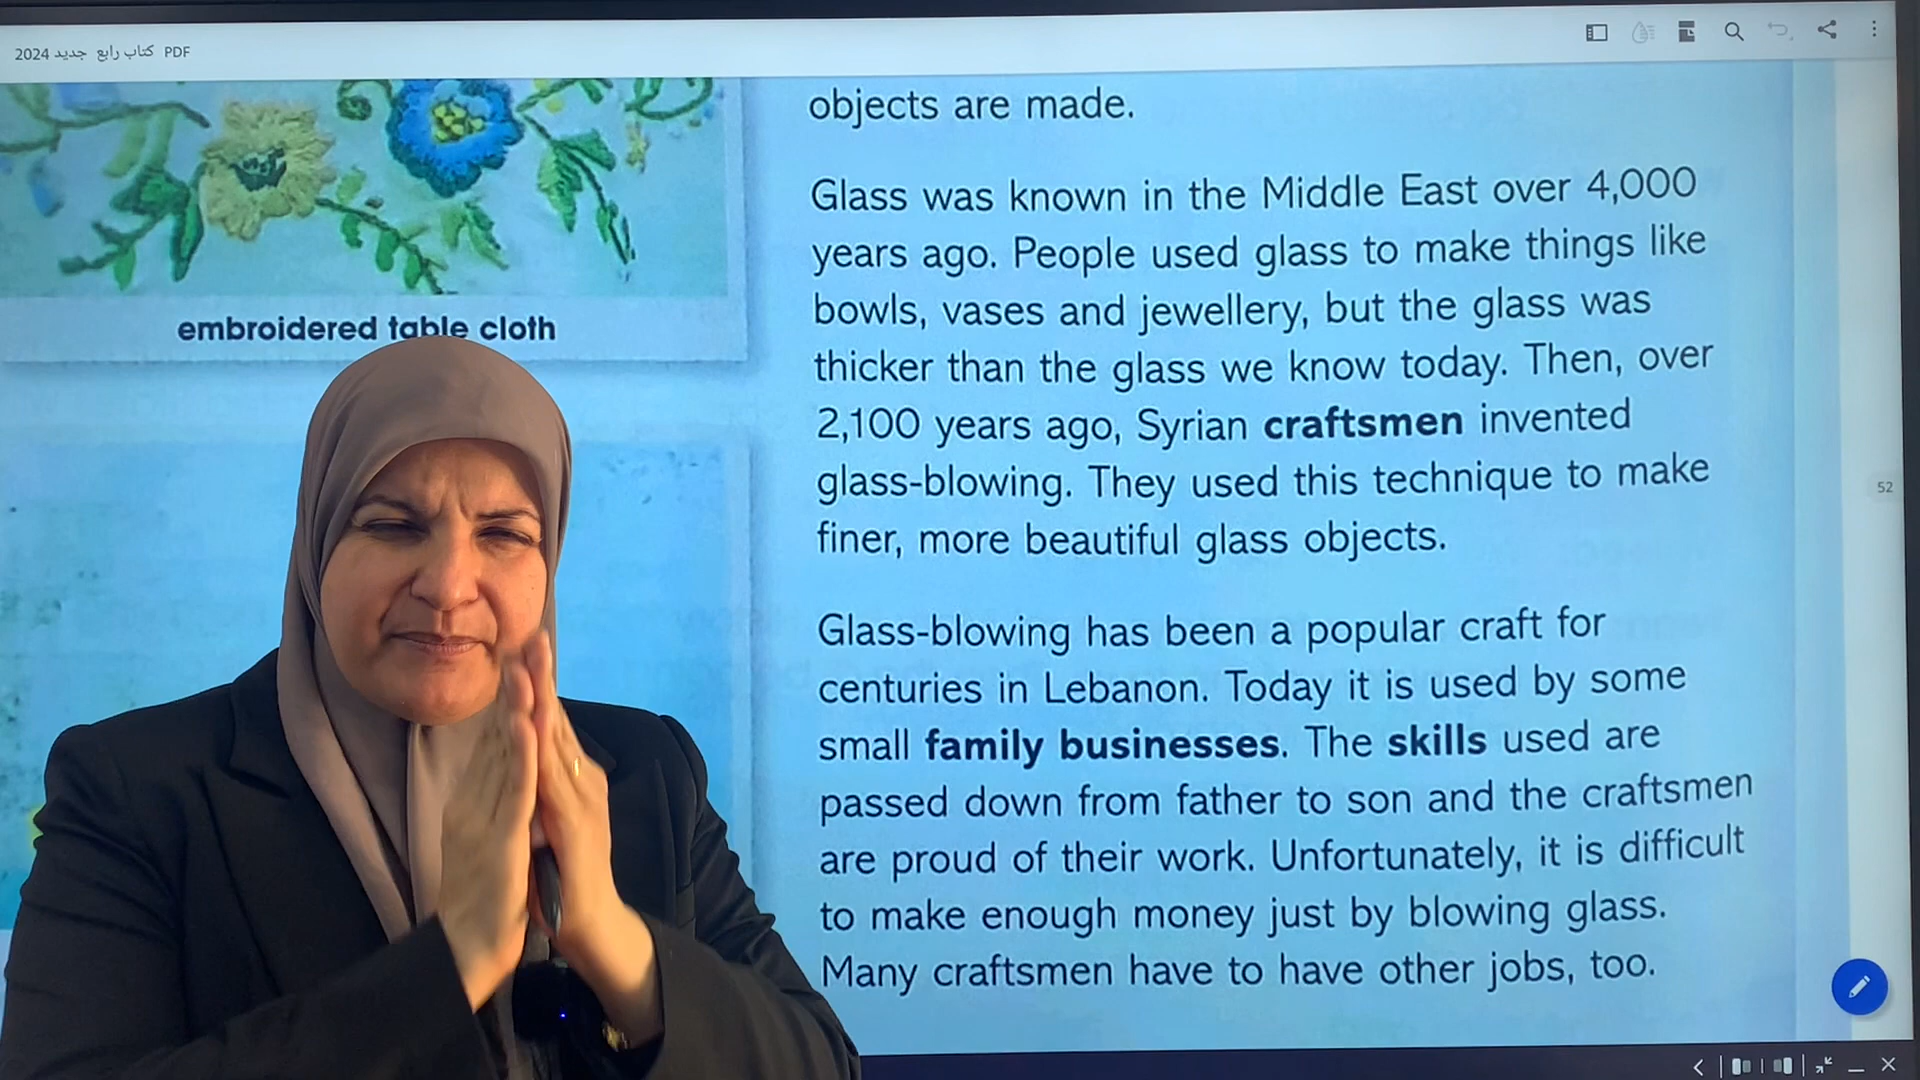 كتاب رابع جديد 2024 PDF
embroidered table cloth
objects are made.
Glass was known in the Middle East over 4,000
years ago. People used glass to make things like
bowls, vases and jewellery, but the glass was
thicker than the glass we know today. Then, over
2,100 years ago, Syrian craftsmen invented
glass-blowing. They used this technique to make
finer, more beautiful glass objects.
Glass-blowing has been a popular craft for
centuries in Lebanon. Today it is used by some
small family businesses. The skills used are
passed down from father to son and the craftsmen
are proud of their work. Unfortunately, it is difficult
to make enough money just by blowing glass.
Many craftsmen have to have other jobs, too.
52